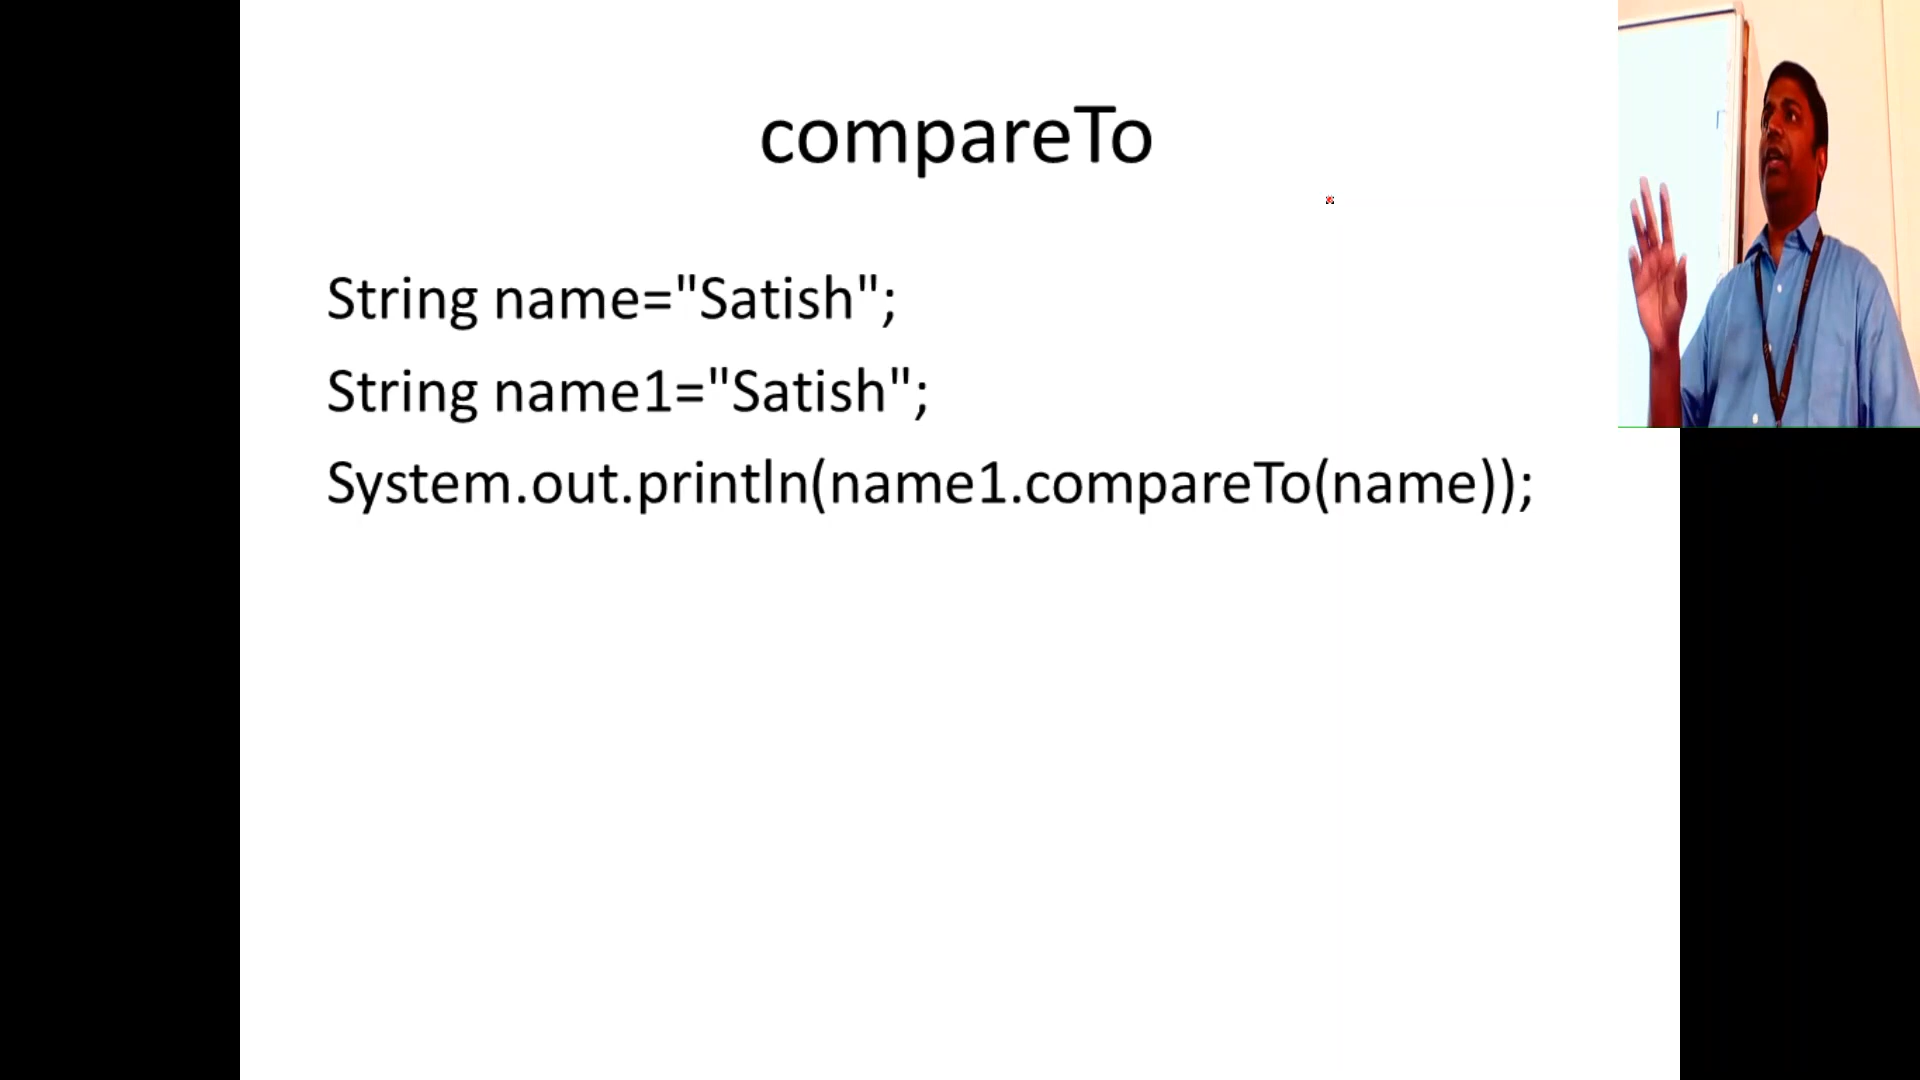 compareTo
String name="Satish";
String name1="Satish";
System.out.println(name1.compareTo(name));